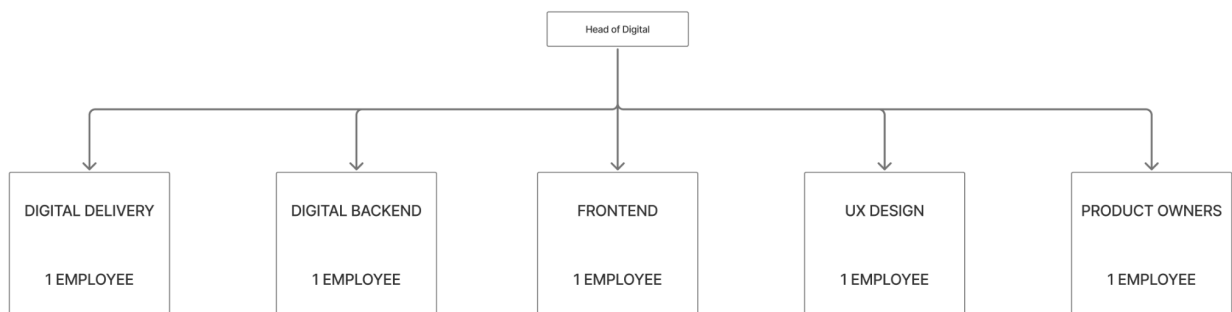 Head of Digital
DIGITAL DELIVERY
1 EMPLOYEE
DIGITAL BACKEND
1 EMPLOYEE
FRONTEND
1 EMPLOYEE
UX DESIGN
1 EMPLOYEE
PRODUCT OWNERS
1 EMPLOYEE